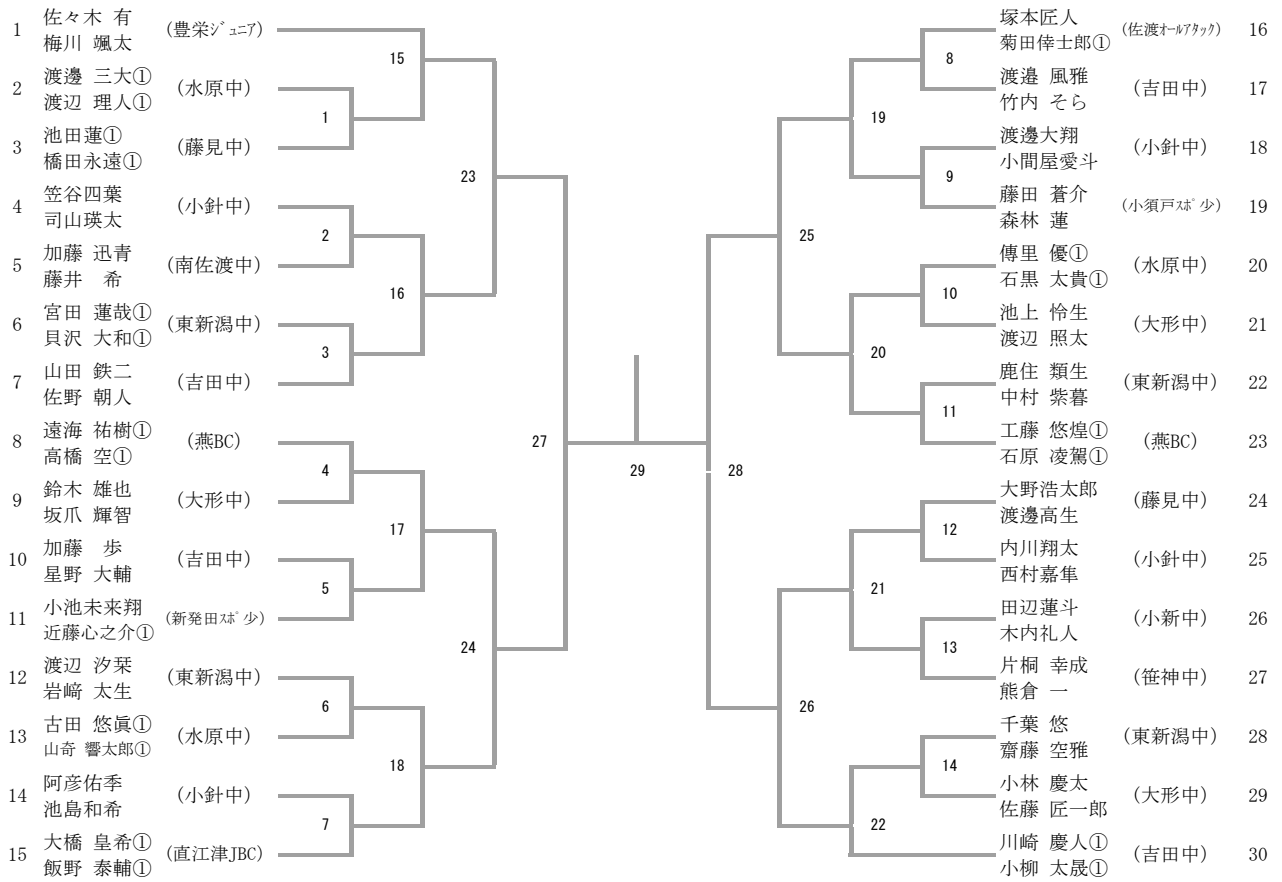 1 佐々木 有 (豊栄ジュニア)
梅川 颯太
2 渡邉 三大① (水原中)
渡辺 理人①
3 池田蓮① (藤見中)
橋田永遠①
4 笠谷四葉 (小針中)
司山瑛太
5 加藤 迅青 (南佐渡中)
藤井 希
6 宮田 蓮哉① (東新潟中)
貝沢 大和①
7 山田 鉄二 (吉田中)
佐野 朝人
8 遠海 祐樹① (燕BC)
高橋 空①
9 鈴木 雄也 (大形中)
坂爪 輝智
10 加藤 歩 (吉田中)
星野 大輔
11 小池未来翔 (新発田スポ少)
近藤心之介①
12 渡辺 汐栞 (東新潟中)
岩﨑 太生
13 古田 悠眞① (水原中)
山奇 響太郎①
14 阿彦佑季 (小針中)
池島和希
15 大橋 皇希① (直江津JBC)
飯野 泰輔①
15
1
23
2
16
3
27
4
17
5
24
6
18
7
29
28
8
19
9
25
10
20
11
12
21
13
26
14
22
塚本匠人 (佐渡オールアタック) 16
菊田倖士郎①
渡邉 風雅 (吉田中) 17
竹内 そら
渡邊大翔 (小針中) 18
小間屋愛斗
藤田 蒼介 (小須戸スポ少) 19
森林 蓮
傳里 優① (水原中) 20
石黒 太貴①
池上 怜生 (大形中) 21
渡辺 照太
鹿住 類生 (東新潟中) 22
中村 紫暮
工藤 悠煌① (燕BC) 23
石原 凌駕①
大野浩太郎 (藤見中) 24
渡邊高生
内川翔太 (小針中) 25
西村嘉隼
田辺蓮斗 (小新中) 26
木内礼人
片桐 幸成 (笹神中) 27
熊倉 一
千葉 悠 (東新潟中) 28
齋藤 空雅
小林 慶太 (大形中) 29
佐藤 匠一郎
川崎 慶人① (吉田中) 30
小柳 太晟①